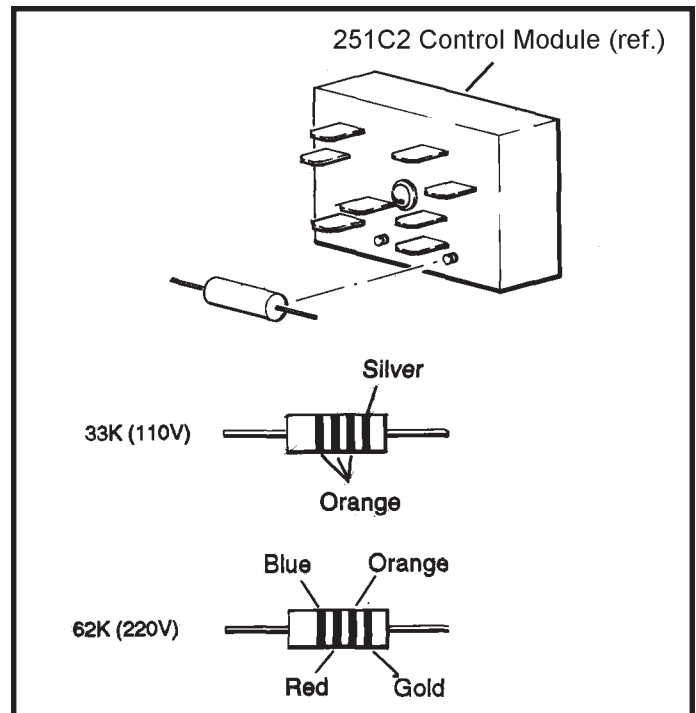 251C2 Control Module (ref.)
Silver
33K (110V)
Orange
Blue Orange
62K (220V)
Red Gold